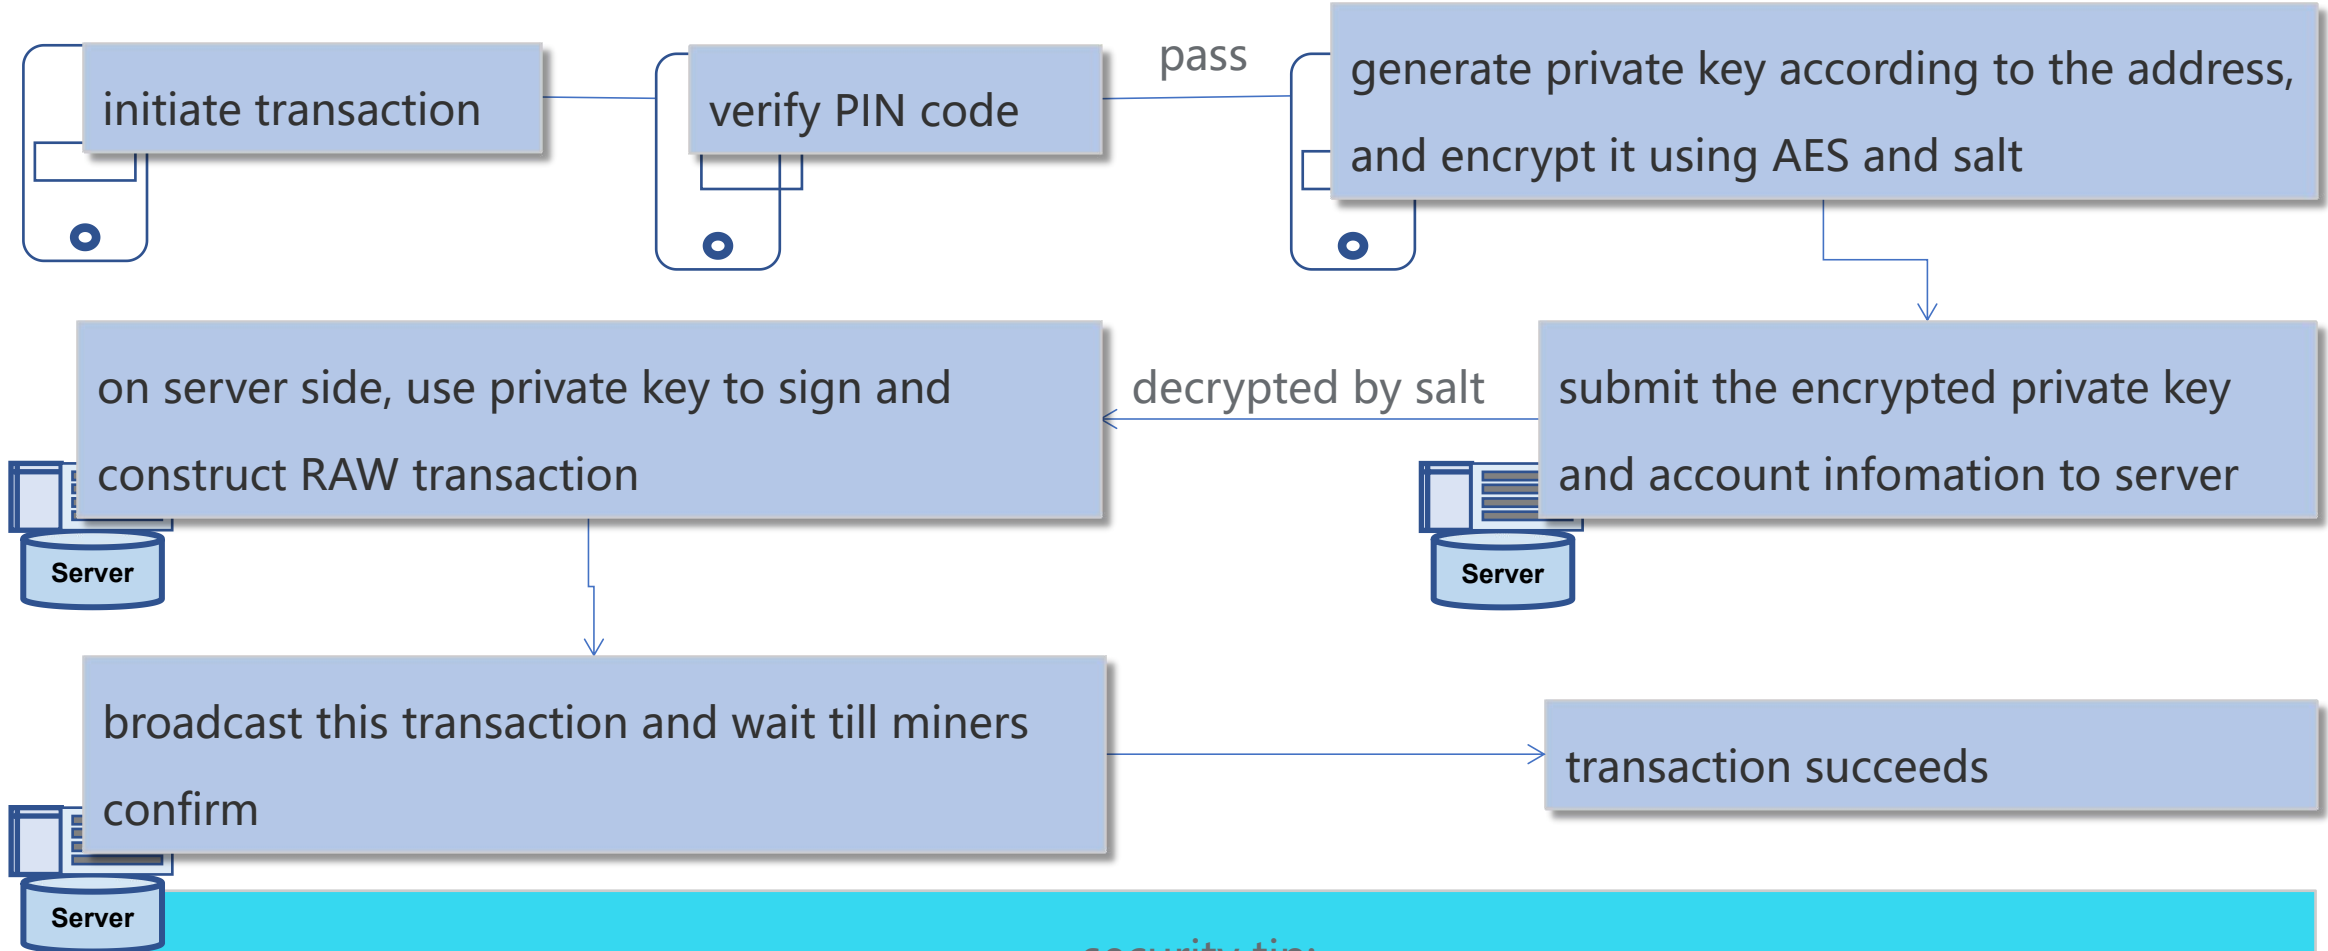 initiate transaction
verify PIN code
pass
generate private key according to the address,
and encrypt it using AES and salt
submit the encrypted private key
and account infomation to server
Server
decrypted by salt
on server side, use private key to sign and
construct RAW transaction
Server
broadcast this transaction and wait till miners
confirm
Server
transaction succeeds
security tip: